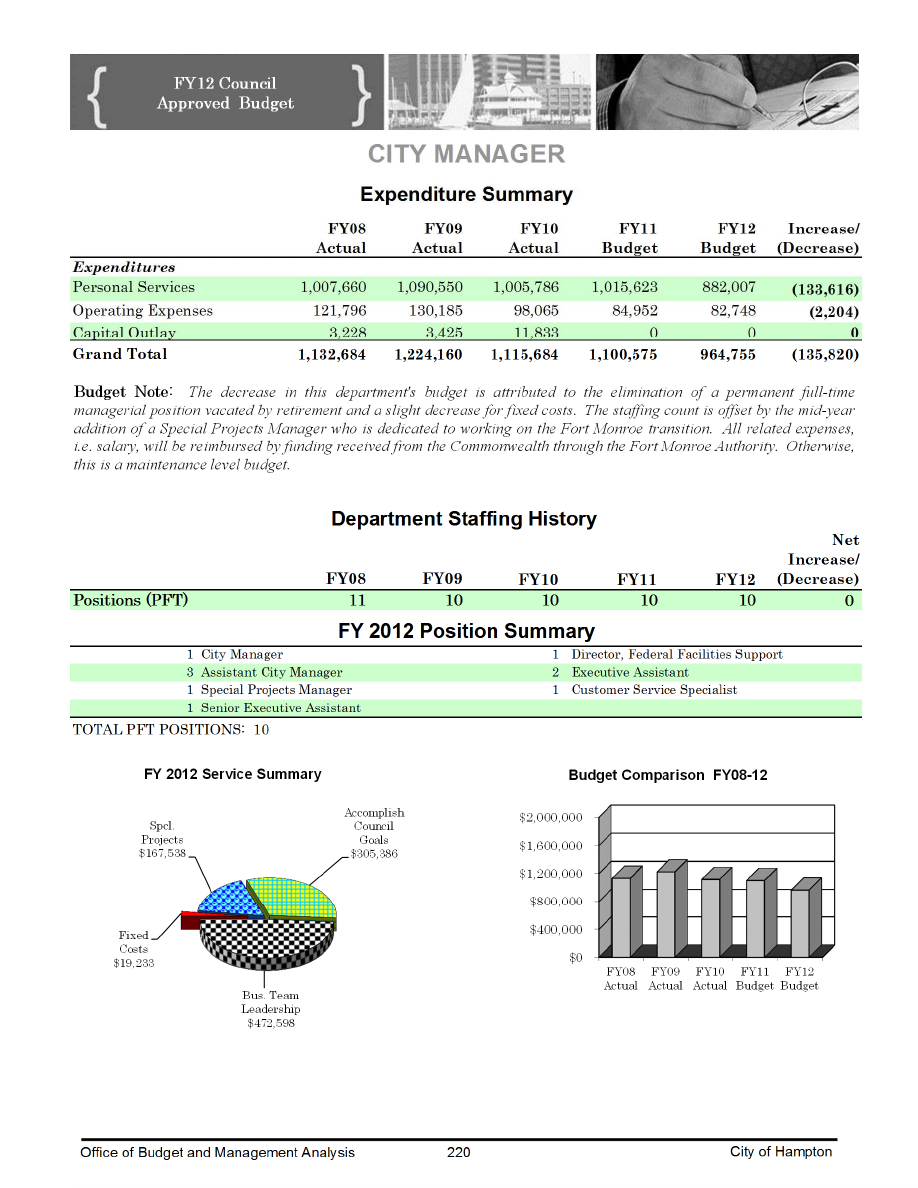 FY12 Council
Approved Budget
CITY MANAGER
Expenditure Summary
FY08 FY09 FY10 FY11 FY12 Increase/
Actual Actual Actual Budget Budget (Decrease)
Expenditures
Personal Services 1,007,660 1,090,550 1,005,786 1,015,623 882,007 (133,616)
Operating Expenses 121,796 130,185 98,065 84,952 82,748 (2,204)
Capital Outlay 3,228 3,425 11,833 0 0 0
Grand Total 1,132,684 1,224,160 1,115,684 1,100,575 964,755 (135,820)
Budget Note: The decrease in this department's budget is attributed to the elimination of a permanent full-time
managerial position vacated by retirement and a slight decrease for fixed costs. The staffing count is offset by the mid-year
addition of a Special Projects Manager who is dedicated to working on the Fort Monroe transition. All related expenses,
i.e. salary, will be reimbursed by funding received from the Commonwealth through the Fort Monroe Authority. Otherwise,
this is a maintenance level budget.
Department Staffing History
Net
Increase/
FY08 FY09 FY10 FY11 FY12 (Decrease)
Positions (PFT) 11 10 10 10 10 0
FY 2012 Position Summary
1 City Manager 1 Director, Federal Facilities Support
3 Assistant City Manager 2 Executive Assistant
1 Special Projects Manager 1 Customer Service Specialist
1 Senior Executive Assistant
TOTAL PFT POSITIONS: 10
FY 2012 Service Summary
Spcl.
Projects
$167,538
Accomplish
Council
Goals
$305,386
Fixed
Costs
$19,233
Bus. Team
Leadership
$472,598
Budget Comparison FY08-12
$2,000,000
$1,600,000
$1,200,000
$800,000
$400,000
$0
FY08 FY09 FY10 FY11 FY12
Actual Actual Actual Budget Budget
Office of Budget and Management Analysis 220 City of Hampton